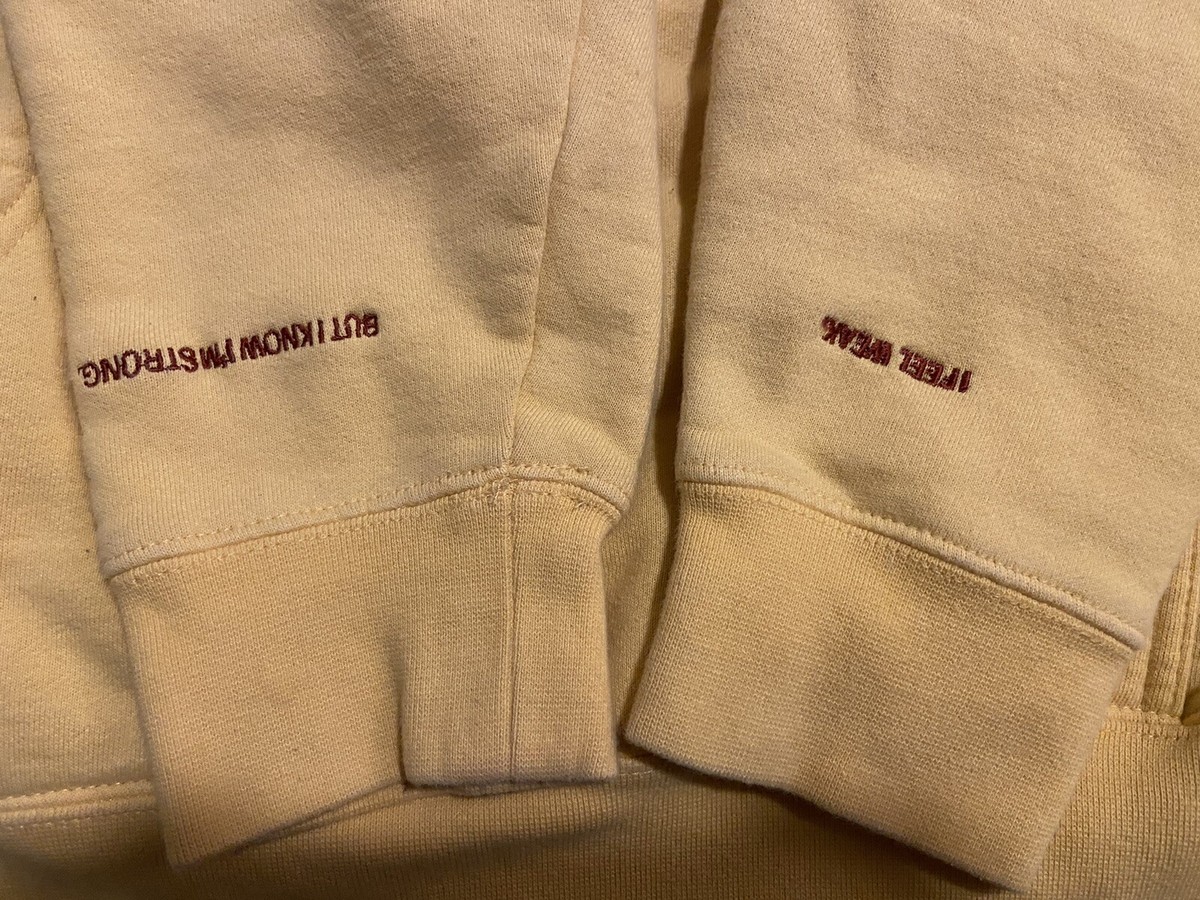 I FEEL WEAK
BUT I KNOW I'M STRONG.